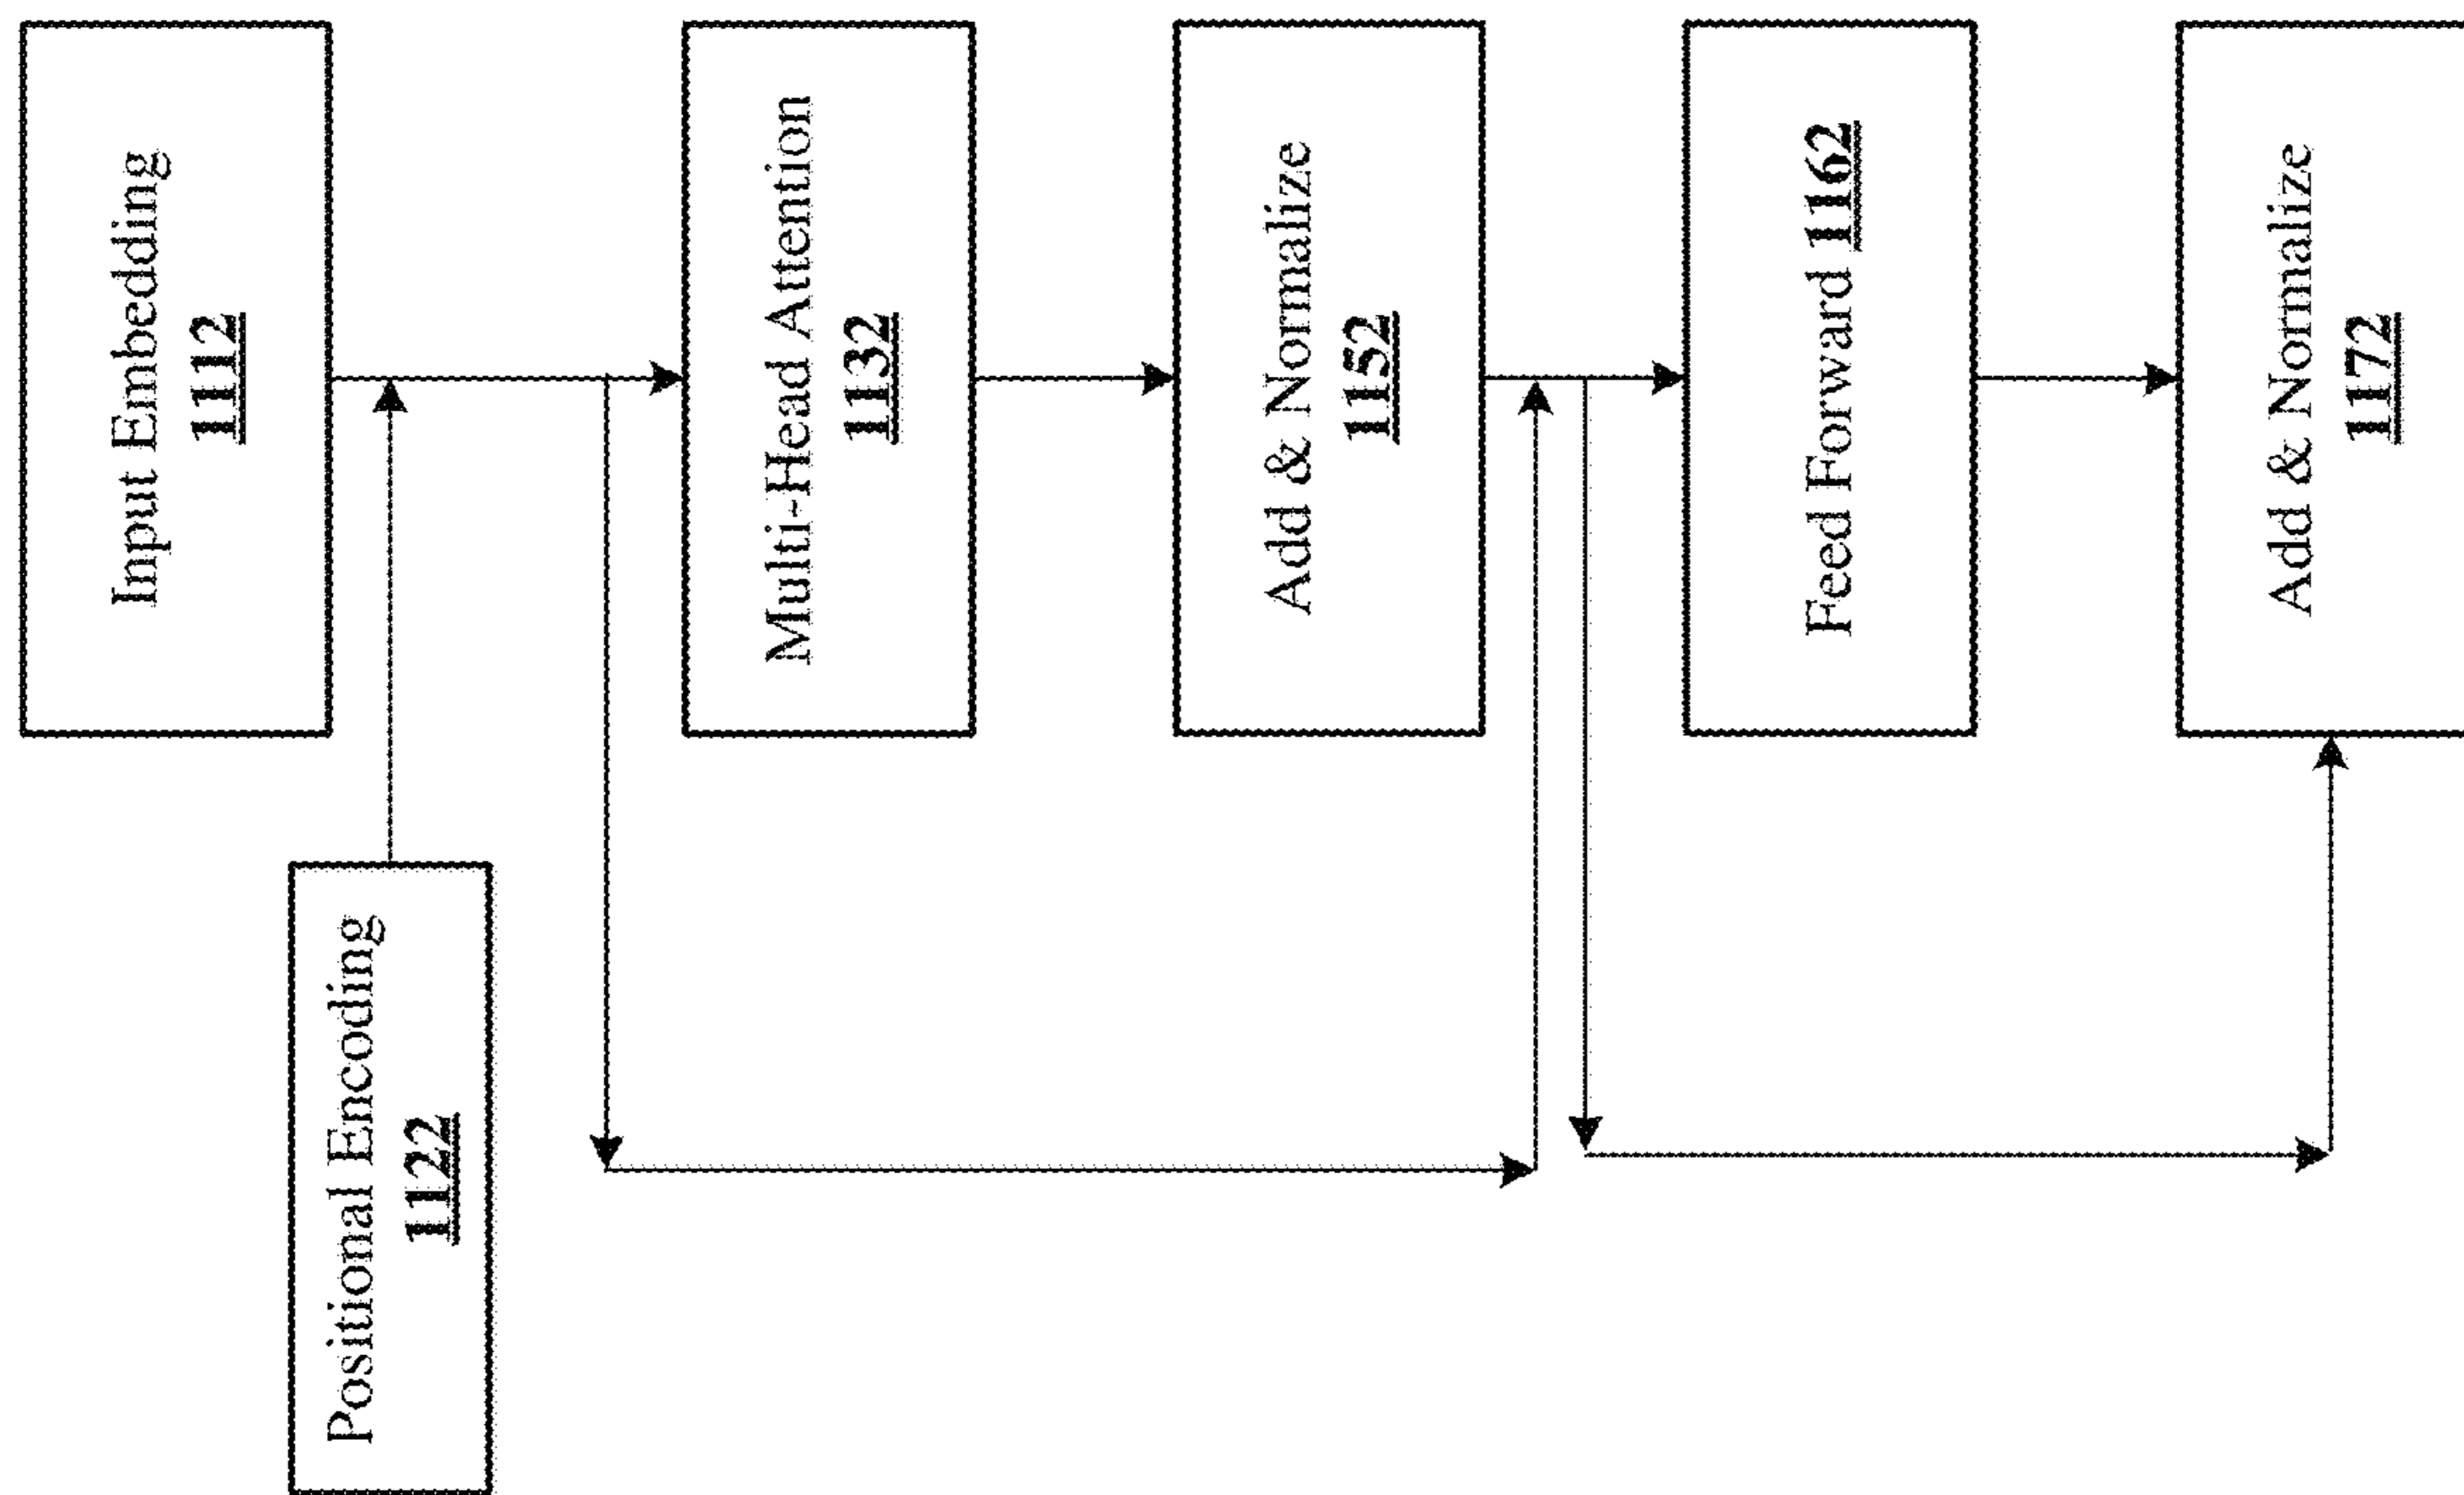 Input Embedding
1112
Positional Encoding
1122
Multi-Head Attention
1132
Add & Normalize
1152
Feed Forward 1162
Add & Normalize
1172